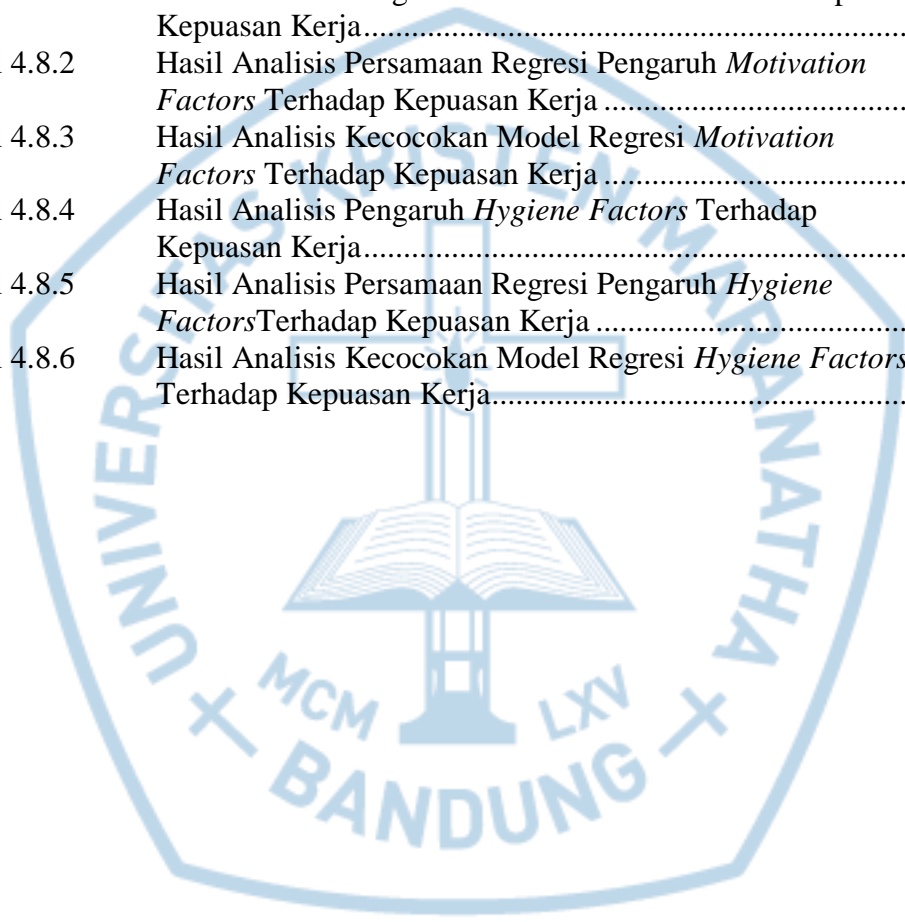 Kepuasan Kerja........................................................................
4.8.2 Hasil Analisis Persamaan Regresi Pengaruh Motivation
Factors Terhadap Kepuasan Kerja ......................................
4.8.3 Hasil Analisis Kecocokan Model Regresi Motivation
Factors Terhadap Kepuasan Kerja ......................................
4.8.4 Hasil Analisis Pengaruh Hygiene Factors Terhadap
Kepuasan Kerja........................................................................
4.8.5 Hasil Analisis Persamaan Regresi Pengaruh Hygiene
FactorsTerhadap Kepuasan Kerja .......................................
4.8.6 Hasil Analisis Kecocokan Model Regresi Hygiene Factors
Terhadap Kepuasan Kerja.....................................................
UNIVERSITAS KRISTEN MARANATHA
MCM LXV
BANDUNG